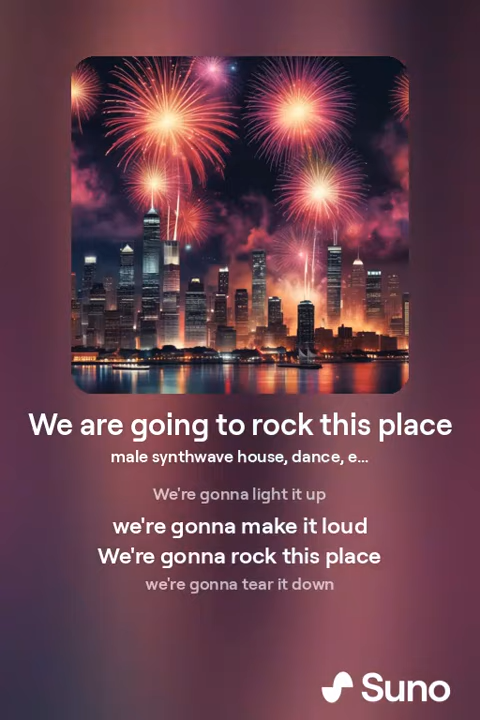 We are going to rock this place
male synthwave house, dance, e...
We're gonna light it up
we're gonna make it loud
We're gonna rock this place
we're gonna tear it down
Suno